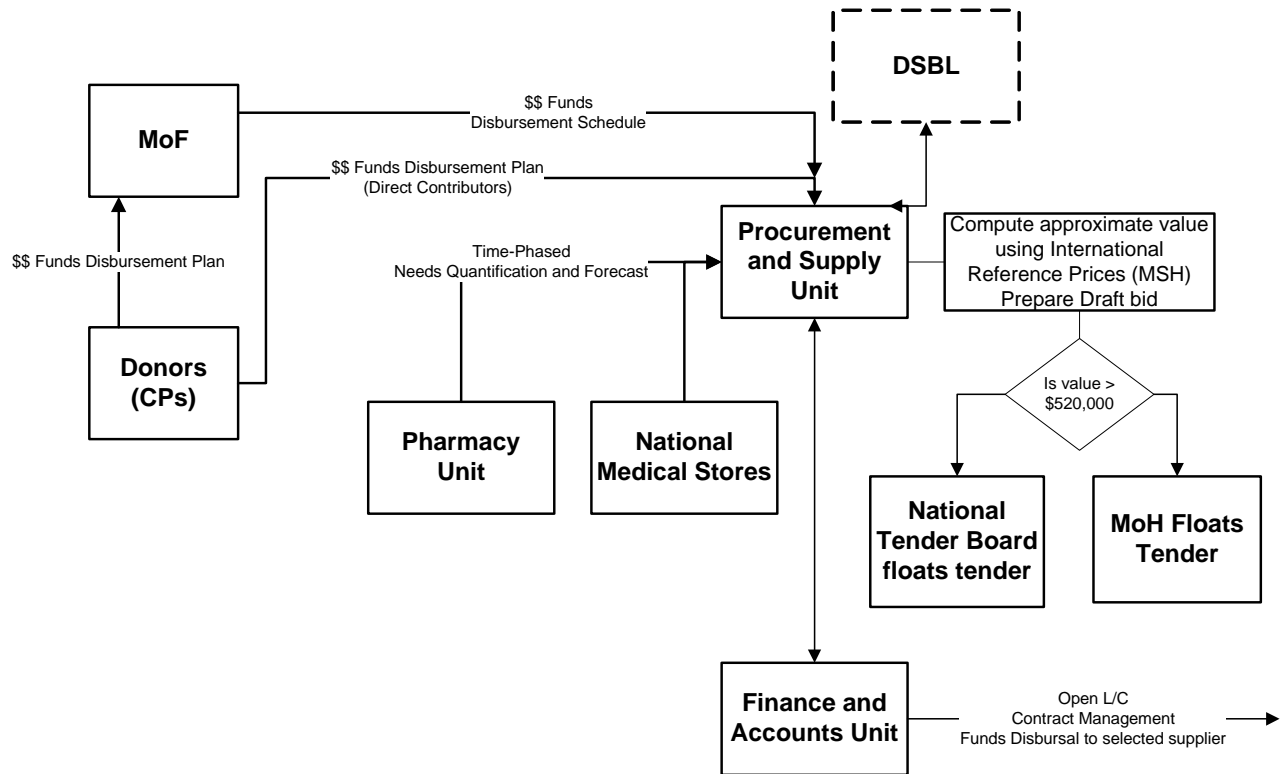 DSBL
MoF
$$ Funds
Disbursement Schedule
$$ Funds Disbursement Plan
(Direct Contributors)
$$ Funds Disbursement Plan
Time-Phased
Needs Quantification and Forecast
Procurement
and Supply
Unit
Compute approximate value
using International
Reference Prices (MSH)
Prepare Draft bid
Donors
(CPs)
Is value >
$520,000
Pharmacy
Unit
National
Medical Stores
National
Tender Board
floats tender
MoH Floats
Tender
Finance and
Accounts Unit
Open L/C
Contract Management
Funds Disbursal to selected supplier